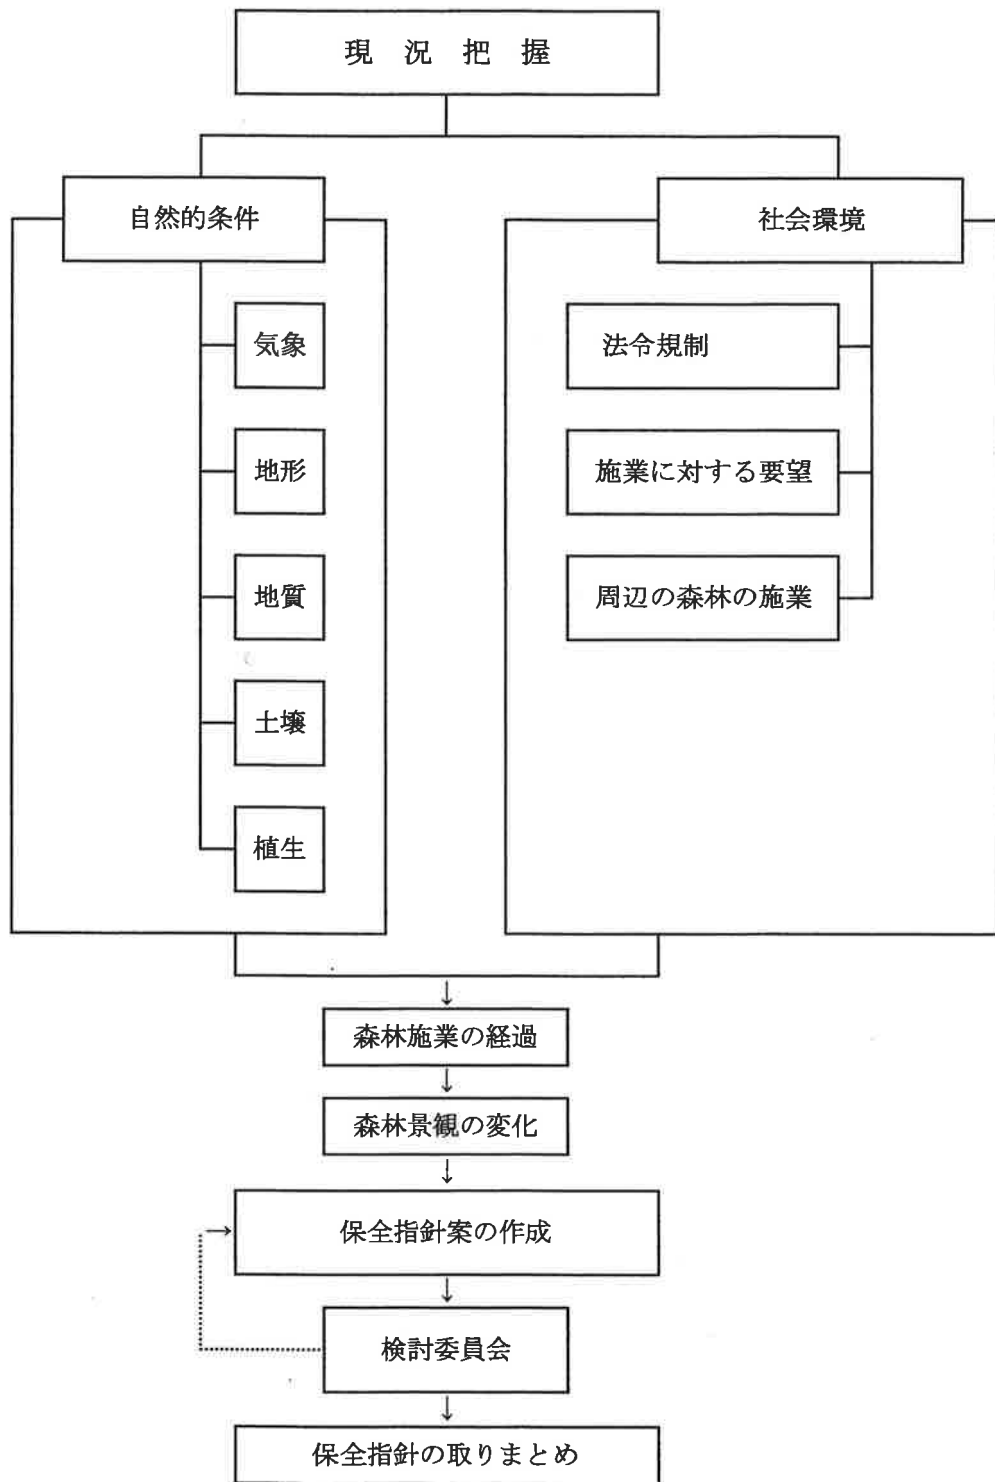 現況把握
自然的条件
気象
地形
地質
土壌
植生
社会環境
法令規制
施業に対する要望
周辺の森林の施業
森林施業の経過
森林景観の変化
保全指針案の作成
検討委員会
保全指針の取りまとめ